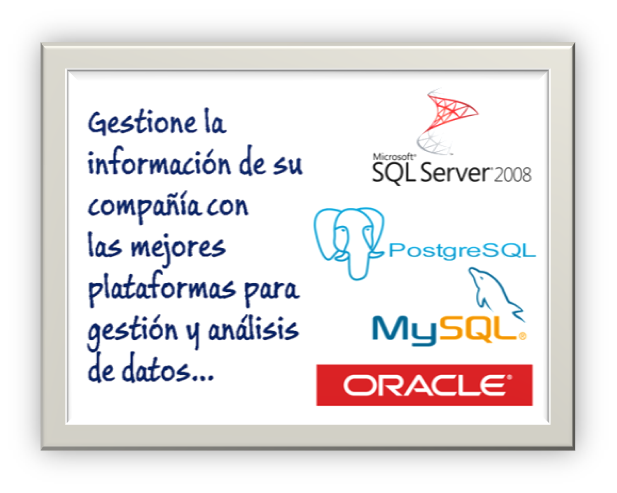 Gestione la
información de su
compañía con
las mejores
plataformas para
gestión y análisis
de datos...
Microsoft®
SQL Server® 2008
PostgreSQL
MySQL®
ORACLE®